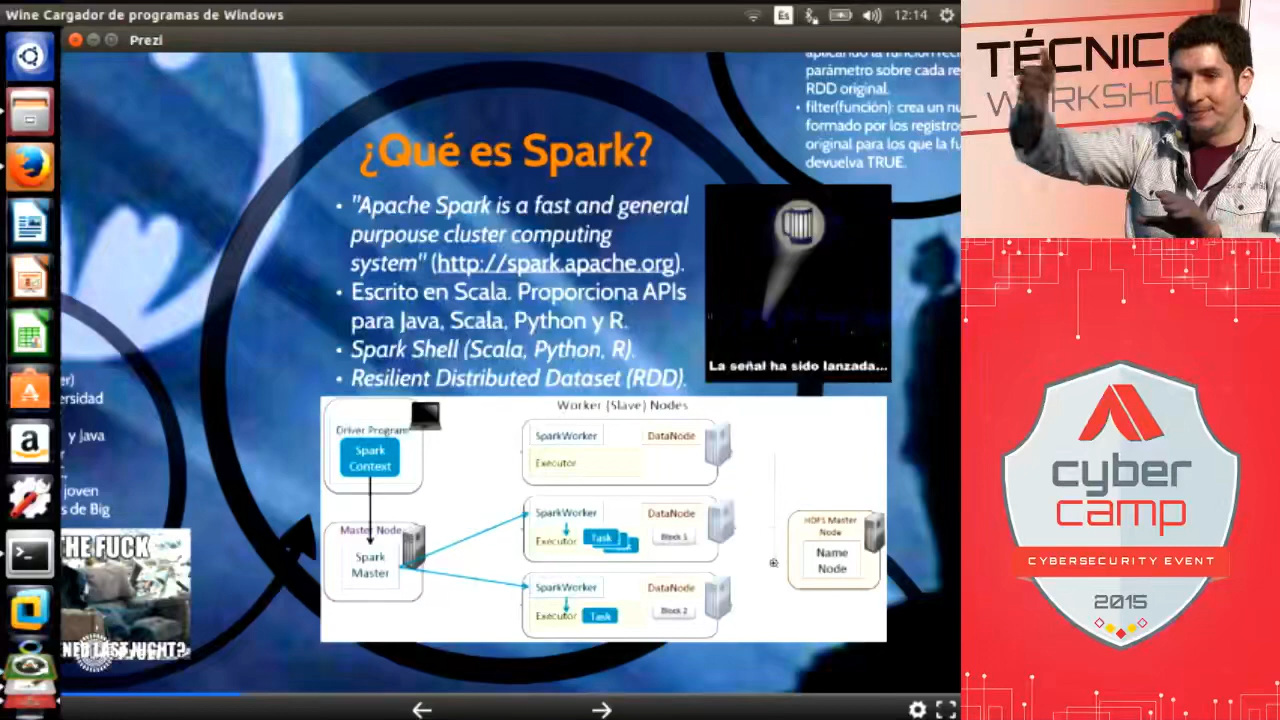 Wine Cargador de programas de Windows
Es
12:14
Prezi
parámetro sobre cada re
RDD original.
• filter(función): crea un nu
formado por los registros
original para los que la fu
devuelva TRUE.
¿Qué es Spark?
• "Apache Spark is a fast and general
purpouse cluster computing
system" (http://spark.apache.org).
• Escrito en Scala. Proporciona APIs
para Java, Scala, Python y R.
• Spark Shell (Scala, Python, R).
• Resilient Distributed Dataset (RDD).
La señal ha sido lanzada...
er)
ersidad
y Java
joven
s de Big
THE FUCK
NED LAST NIGHT?
Worker (Slave) Nodes
Driver Program
Spark
Context
Master Node
Spark
Master
SparkWorker
DataNode
Executor
SparkWorker
DataNode
Executor
Task
Block 1
SparkWorker
DataNode
Executor
Task
Block 2
HDFS Master
Node
Name
Node
TÉCNICO
WORKSHO
cyber
camp
CYBERSECURITY EVENT
2015